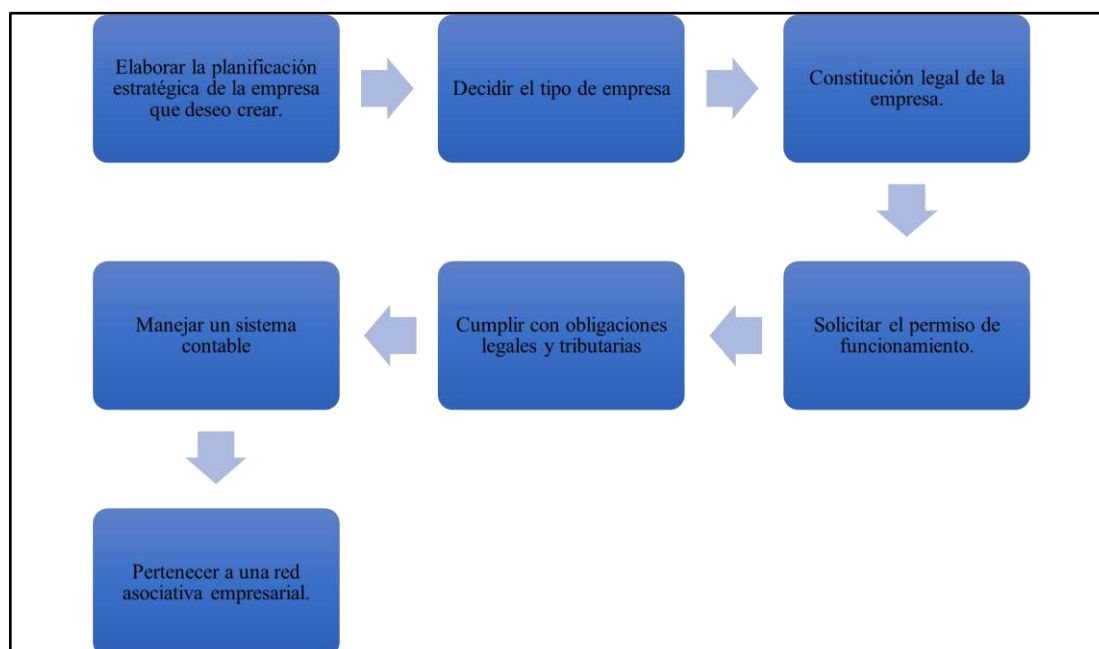 Elaborar la planificación
estratégica de la empresa
que deseo crear.
Decidir el tipo de empresa
Constitución legal de la
empresa.
Solicitar el permiso de
funcionamiento.
Cumplir con obligaciones
legales y tributarias
Manejar un sistema
contable
Pertenecer a una red
asociativa empresarial.